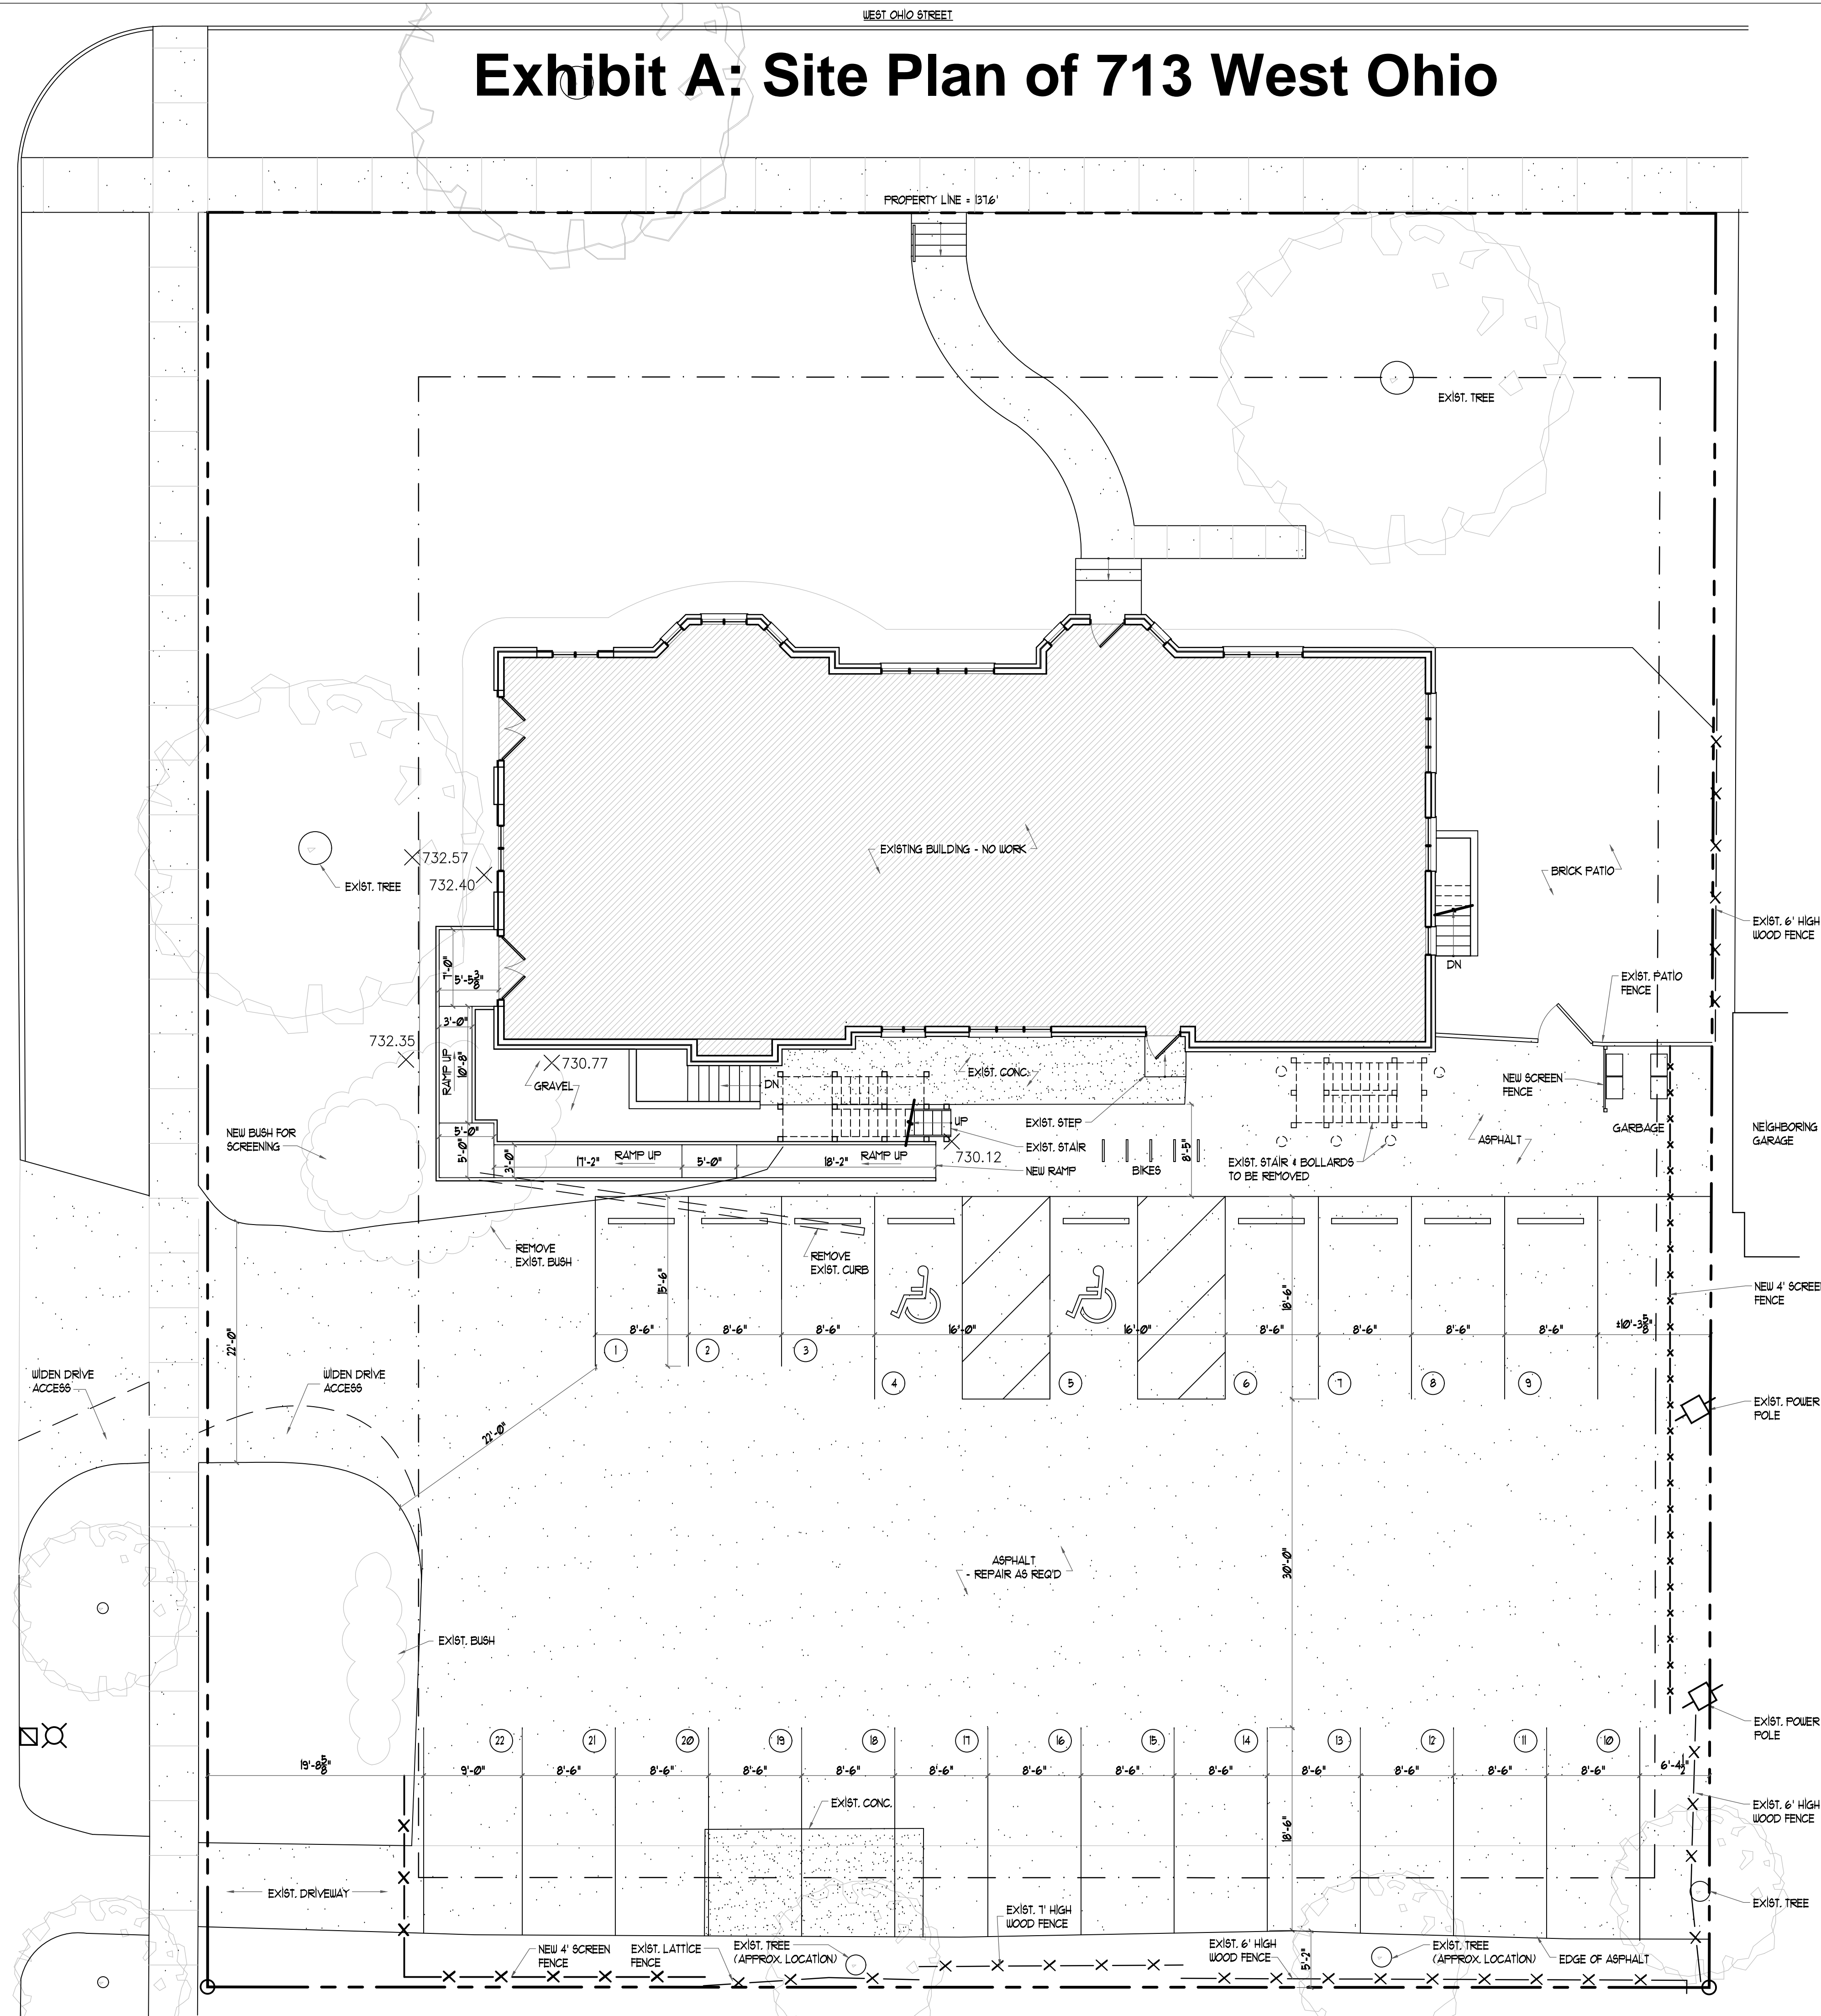 WEST OHIO STREET
Exhibit A: Site Plan of 713 West Ohio
PROPERTY LINE = 137.6'
EXIST. TREE
EXISTING BUILDING - NO WORK
732.57
732.40
EXIST. TREE
BRICK PATIO
EXIST. 6' HIGH
WOOD FENCE
DN
EXIST. PATIO
FENCE
7'-0"
5'-5 3/8"
3'-0"
732.35
RAMP UP
10'-8"
730.77
GRAVEL
DN
EXIST. CONC.
NEW SCREEN
FENCE
GARBAGE
NEIGHBORING
GARAGE
NEW BUSH FOR
SCREENING
5'-0"
5'-0"
3'-0"
UP
EXIST. STEP
EXIST. STAIR
730.12
NEW RAMP
17'-2"
RAMP UP
5'-0"
18'-2"
RAMP UP
BIKES
8'-5"
EXIST. STAIR & BOLLARDS
TO BE REMOVED
ASPHALT
REMOVE
EXIST. BUSH
REMOVE
EXIST. CURB
15'-6"
18'-6"
NEW 4' SCREEN
FENCE
22'-0"
8'-6"
8'-6"
8'-6"
16'-0"
16'-0"
8'-6"
8'-6"
8'-6"
8'-6"
±10'-3 5/8"
1
2
3
4
5
6
7
8
9
WIDEN DRIVE
ACCESS
WIDEN DRIVE
ACCESS
22'-0"
EXIST. POWER
POLE
ASPHALT
- REPAIR AS REQ'D
30'-0"
EXIST. BUSH
EXIST. POWER
POLE
22
21
20
19
18
17
16
15
14
13
12
11
10
19'-8 5/8"
9'-0"
8'-6"
8'-6"
8'-6"
8'-6"
8'-6"
8'-6"
8'-6"
8'-6"
8'-6"
8'-6"
8'-6"
8'-6"
6'-4 1/2"
EXIST. CONC.
18'-6"
EXIST. 6' HIGH
WOOD FENCE
EXIST. DRIVEWAY
EXIST. TREE
EXIST. 7' HIGH
WOOD FENCE
NEW 4' SCREEN
FENCE
EXIST. LATTICE
FENCE
EXIST. TREE
(APPROX. LOCATION)
EXIST. 6' HIGH
WOOD FENCE
5'-2"
EXIST. TREE
(APPROX. LOCATION)
EDGE OF ASPHALT